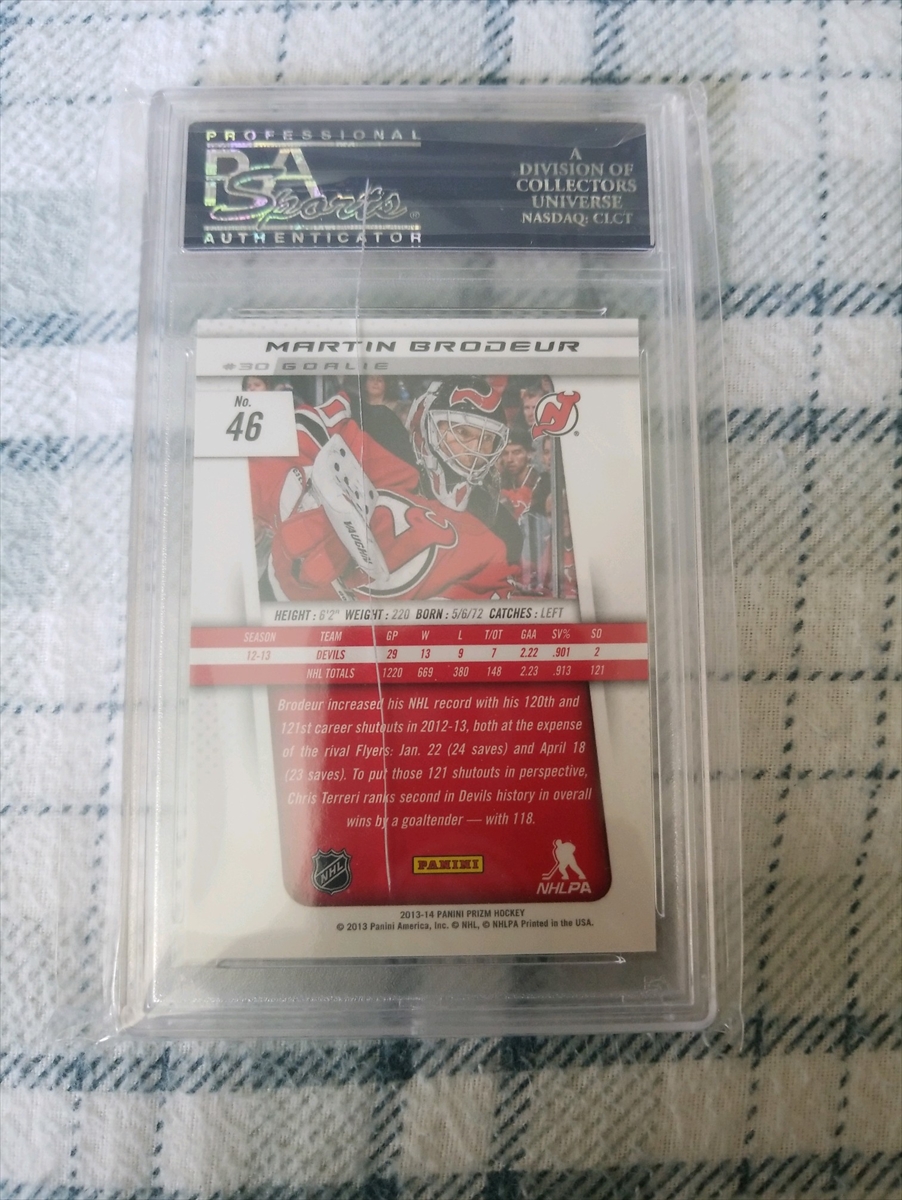 PROFESSIONAL
PSA
Sports
AUTHENTICATOR
A
DIVISION OF
COLLECTORS
UNIVERSE
NASDAQ: CLCT
MARTIN BRODEUR
#30 GOALIE
No.
46
VAUGHN
HEIGHT : 6'2" WEIGHT : 220 BORN : 5/6/72 CATCHES : LEFT
SEASON TEAM GP W L T/OT GAA SV% SO
12-13 DEVILS 29 13 9 7 2.22 .901 2
NHL TOTALS 1220 669 380 148 2.23 .913 121
Brodeur increased his NHL record with his 120th and
121st career shutouts in 2012-13, both at the expense
of the rival Flyers: Jan. 22 (24 saves) and April 18
(23 saves). To put those 121 shutouts in perspective,
Chris Terreri ranks second in Devils history in overall
wins by a goaltender — with 118.
NHL
PANINI
NHLPA
2013-14 PANINI PRIZM HOCKEY
© 2013 Panini America, Inc. © NHL, © NHLPA Printed in the USA.